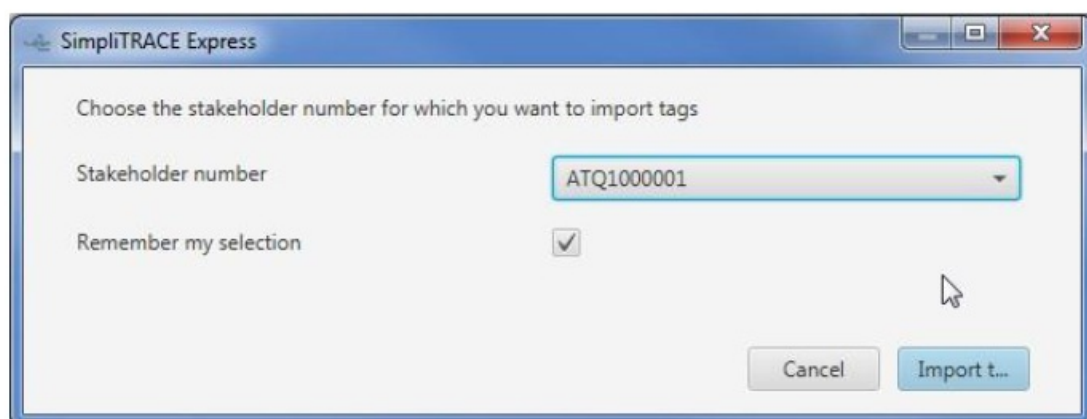 SimpliTRACE Express
Choose the stakeholder number for which you want to import tags
Stakeholder number
ATQ1000001
Remember my selection
Cancel
Import t...